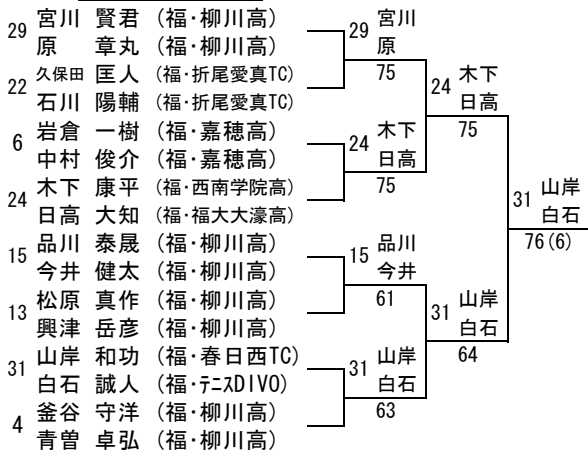 29 宮川 賢君 (福・柳川高)
原 章丸 (福・柳川高)
22 久保田 匡人 (福・折尾愛真TC)
石川 陽輔 (福・折尾愛真TC)
6 岩倉 一樹 (福・嘉穂高)
中村 俊介 (福・嘉穂高)
24 木下 康平 (福・西南学院高)
日高 大知 (福・福大大濠高)
15 品川 泰晟 (福・柳川高)
今井 健太 (福・柳川高)
13 松原 真作 (福・柳川高)
興津 岳彦 (福・柳川高)
31 山岸 和功 (福・春日西TC)
白石 誠人 (福・テニスDIVO)
4 釜谷 守洋 (福・柳川高)
青曽 卓弘 (福・柳川高)
29 宮川
原
75
24 木下
日高
75
15 品川
今井
61
31 山岸
白石
63
24 木下
日高
75
31 山岸
白石
64
31 山岸
白石
76(6)